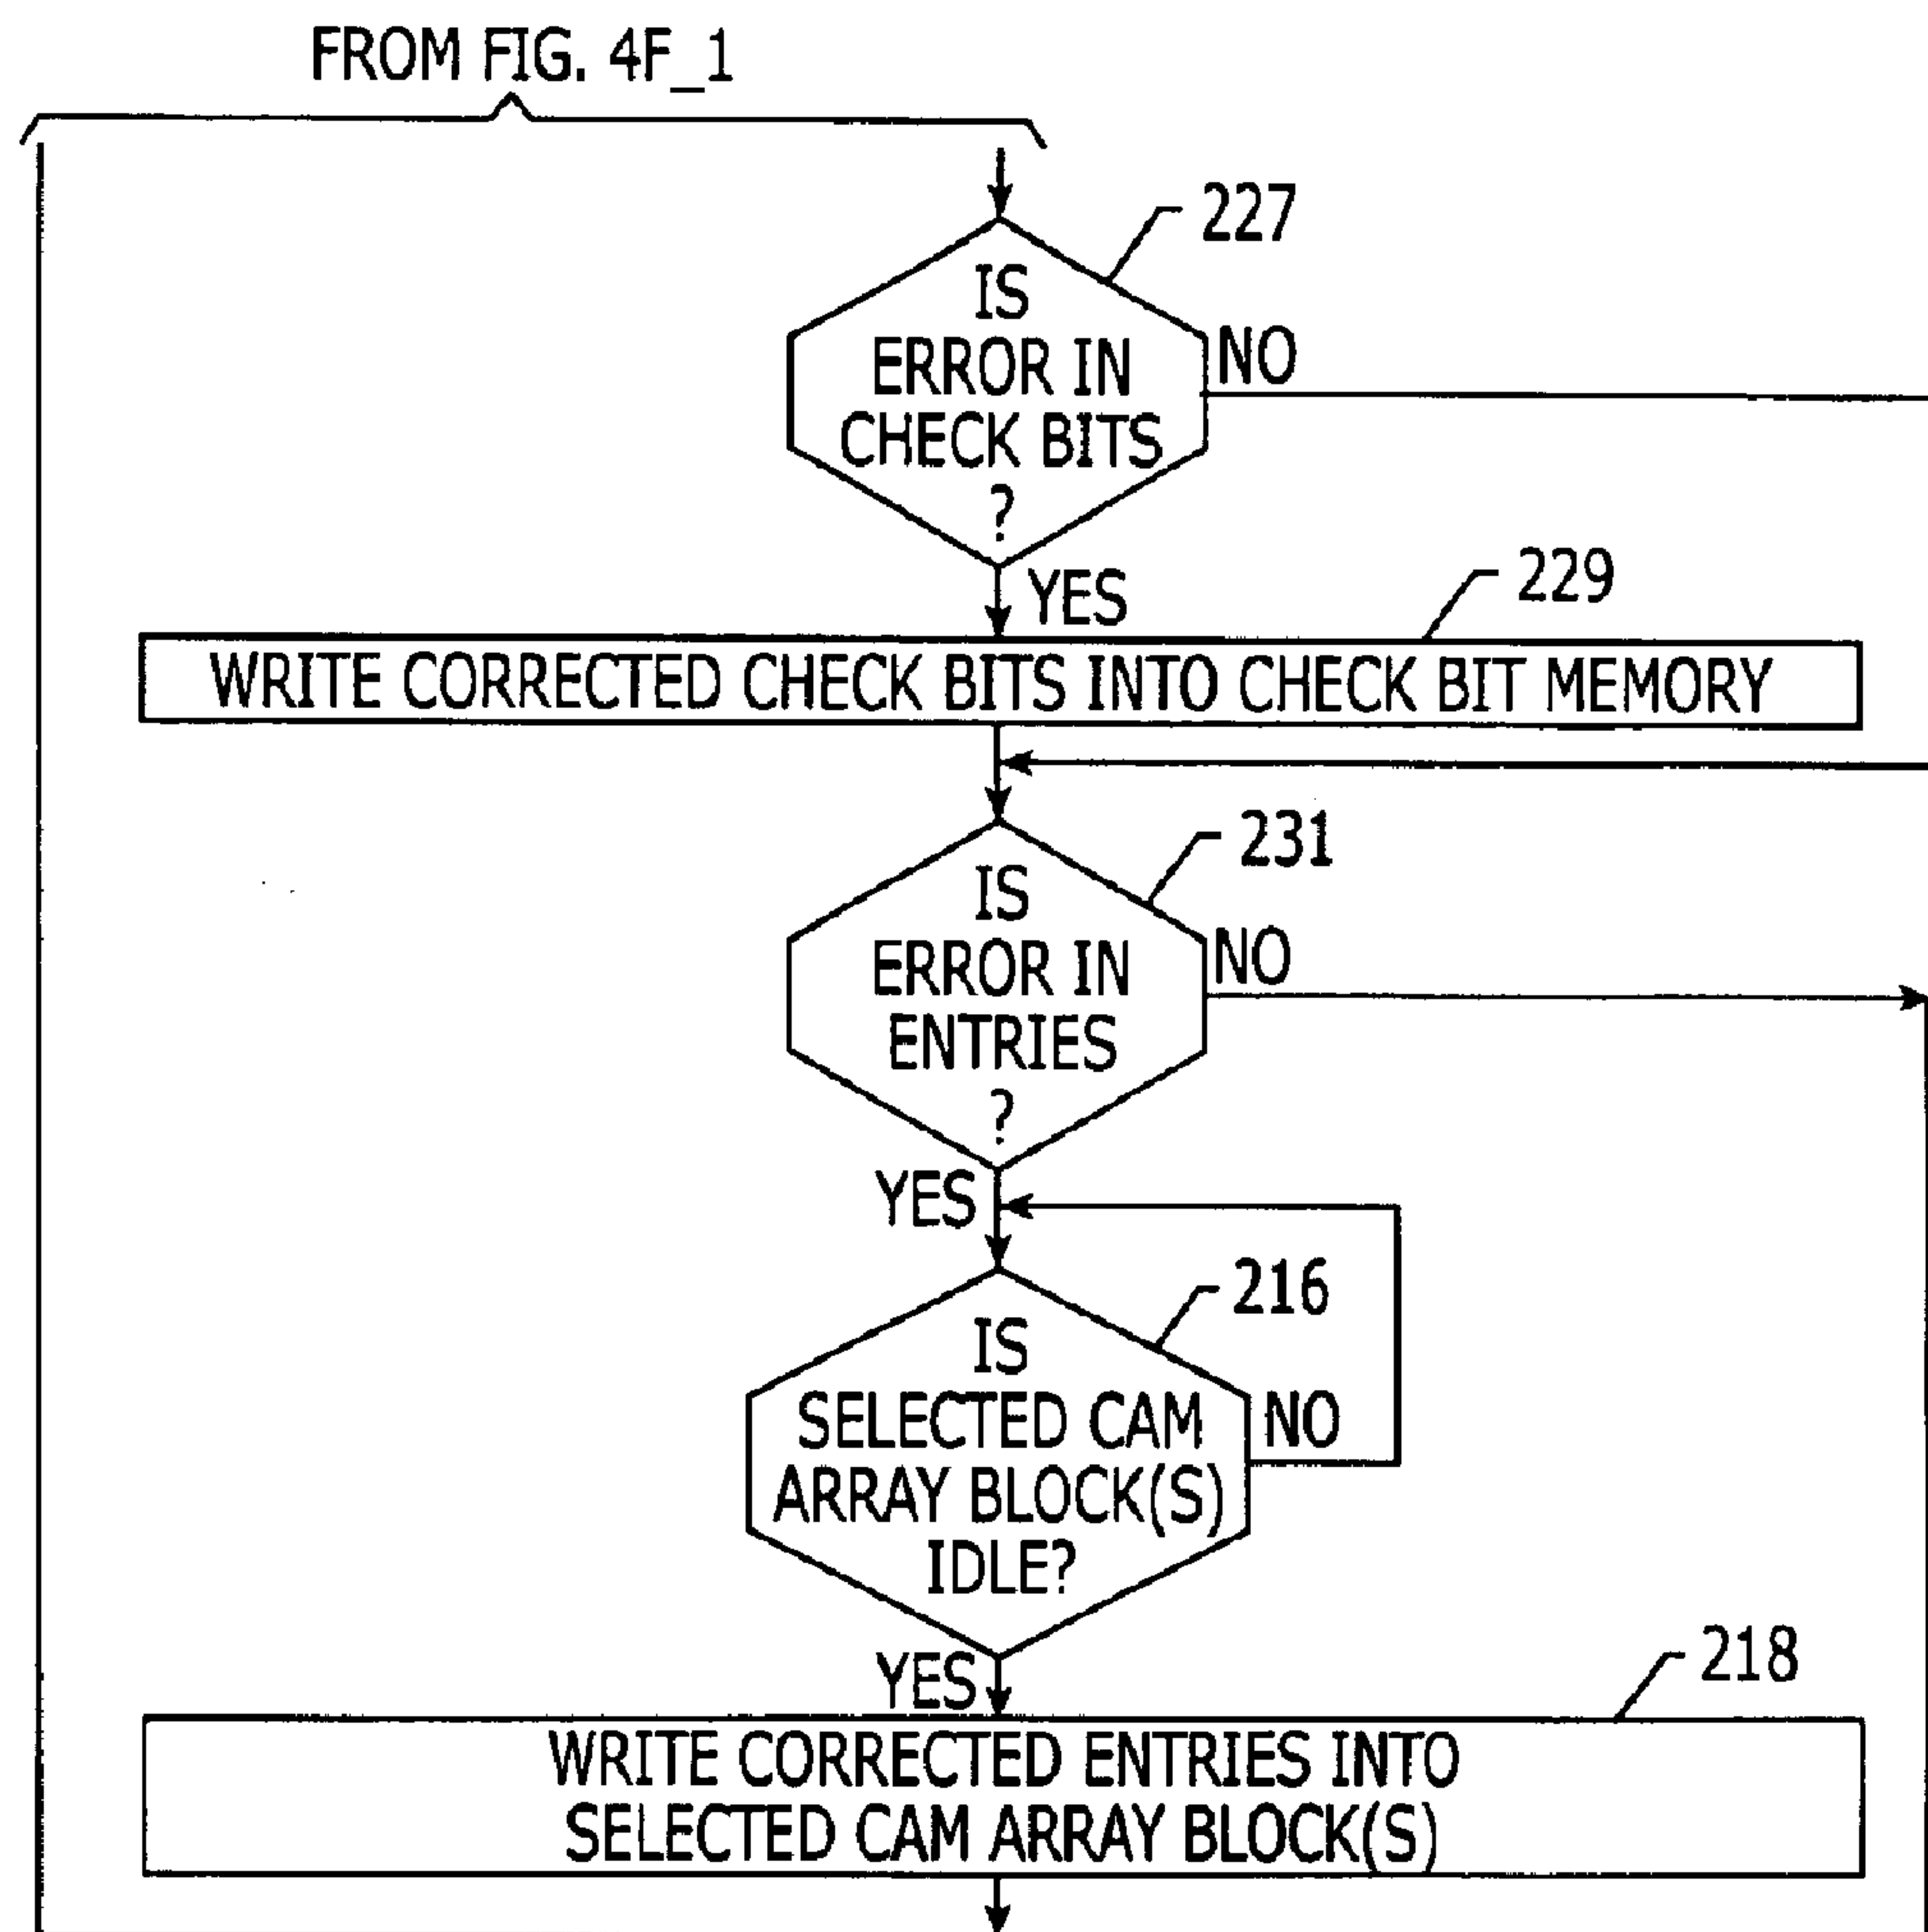 FROM FIG. 4F_1
227
IS
ERROR IN
CHECK BITS
?
NO
YES
229
WRITE CORRECTED CHECK BITS INTO CHECK BIT MEMORY
231
IS
ERROR IN
ENTRIES
?
NO
YES
216
IS
SELECTED CAM
ARRAY BLOCK(S)
IDLE?
NO
YES
218
WRITE CORRECTED ENTRIES INTO
SELECTED CAM ARRAY BLOCK(S)